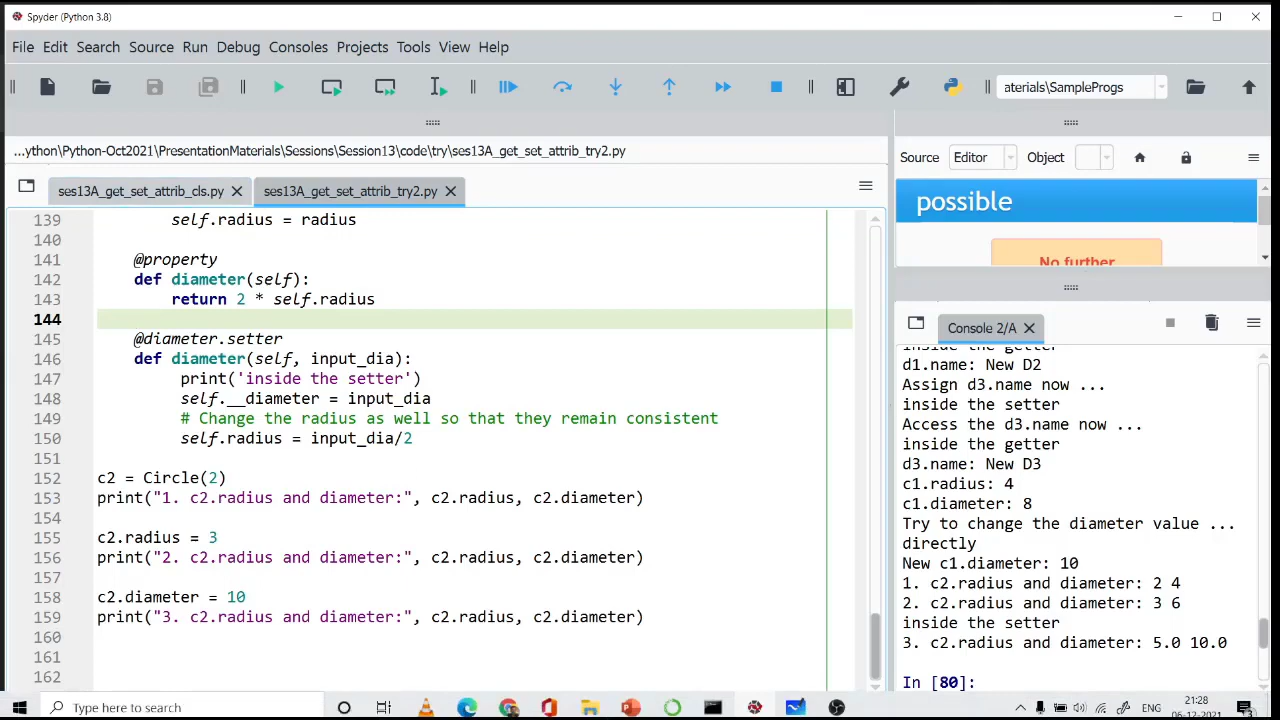 Spyder (Python 3.8)
File Edit Search Source Run Debug Consoles Projects Tools View Help
aterials\SampleProgs
...ython\Python-Oct2021\PresentationMaterials\Sessions\Session13\code\try\ses13A_get_set_attrib_try2.py
ses13A_get_set_attrib_cls.py
ses13A_get_set_attrib_try2.py
139 self.radius = radius
140
141 @property
142 def diameter(self):
143 return 2 * self.radius
144
145 @diameter.setter
146 def diameter(self, input_dia):
147 print('inside the setter')
148 self.__diameter = input_dia
149 # Change the radius as well so that they remain consistent
150 self.radius = input_dia/2
151
152 c2 = Circle(2)
153 print("1. c2.radius and diameter:", c2.radius, c2.diameter)
154
155 c2.radius = 3
156 print("2. c2.radius and diameter:", c2.radius, c2.diameter)
157
158 c2.diameter = 10
159 print("3. c2.radius and diameter:", c2.radius, c2.diameter)
160
161
162
Source Editor Object
possible
No further
Console 2/A
inside the getter
d1.name: New D2
Assign d3.name now ...
inside the setter
Access the d3.name now ...
inside the getter
d3.name: New D3
c1.radius: 4
c1.diameter: 8
Try to change the diameter value ...
directly
New c1.diameter: 10
1. c2.radius and diameter: 2 4
2. c2.radius and diameter: 3 6
inside the setter
3. c2.radius and diameter: 5.0 10.0
In [80]:
Type here to search
ENG
21:28
06-12-2021